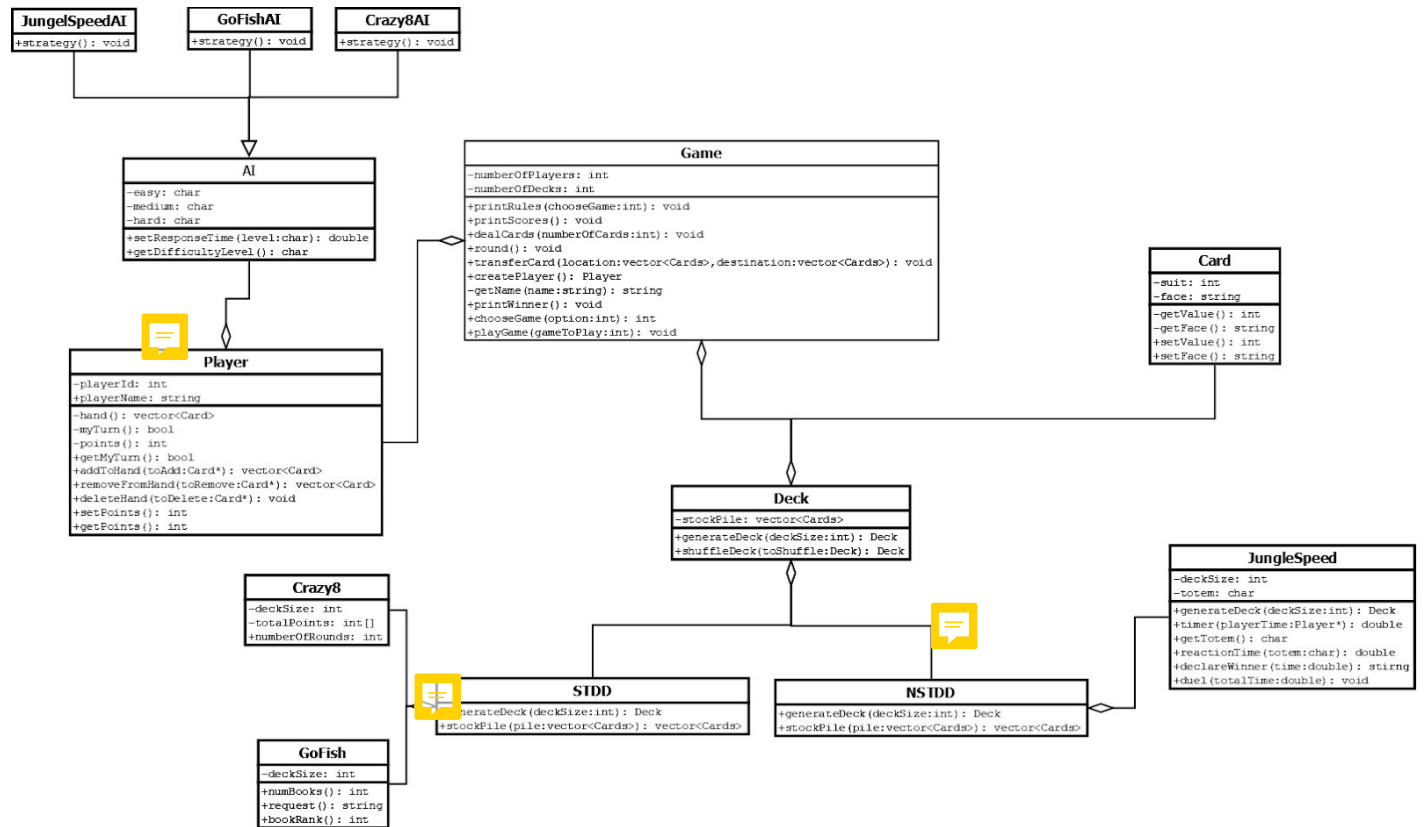 JungelSpeedAI
+strategy(): void
GoFishAI
+strategy(): void
Crazy8AI
+strategy(): void
AI
-easy: char
-medium: char
-hard: char
+setResponseTime(level:char): double
+getDifficultyLevel(): char
Game
-numberOfPlayers: int
-numberOfDecks: int
+printRules(chooseGame:int): void
+printScores(): void
+dealCards(numberOfCards:int): void
+round(): void
+transferCard(location:vector<Cards>,destination:vector<Cards>): void
+createPlayer(): Player
-getName(name:string): string
+printWinner(): void
+chooseGame(option:int): int
+playGame(gameToPlay:int): void
Card
-suit: int
-face: string
-getValue(): int
-getFace(): string
+setValue(): int
+setFace(): string
Player
-playerId: int
+playerName: string
-hand(): vector<Card>
-myTurn(): bool
-points(): int
+getMyTurn(): bool
+addToHand(toAdd:Card*): vector<Card>
+removeFromHand(toRemove:Card*): vector<Card>
+deleteHand(toDelete:Card*): void
+setPoints(): int
+getPoints(): int
Deck
-stockPile: vector<Cards>
+generateDeck(deckSize:int): Deck
+shuffleDeck(toShuffle:Deck): Deck
JungleSpeed
-deckSize: int
-totem: char
+generateDeck(deckSize:int): Deck
+timer(playerTime:Player*): double
+getTotem(): char
+reactionTime(totem:char): double
+declareWinner(time:double): stirng
+duel(totalTime:double): void
Crazy8
-deckSize: int
-totalPoints: int[]
+numberOfRounds: int
STDD
enerateDeck(deckSize:int): Deck
+stockPile(pile:vector<Cards>): vector<Cards>
NSTDD
+generateDeck(deckSize:int): Deck
+stockPile(pile:vector<Cards>): vector<Cards>
GoFish
-deckSize: int
+numBooks(): int
+request(): string
+bookRank(): int